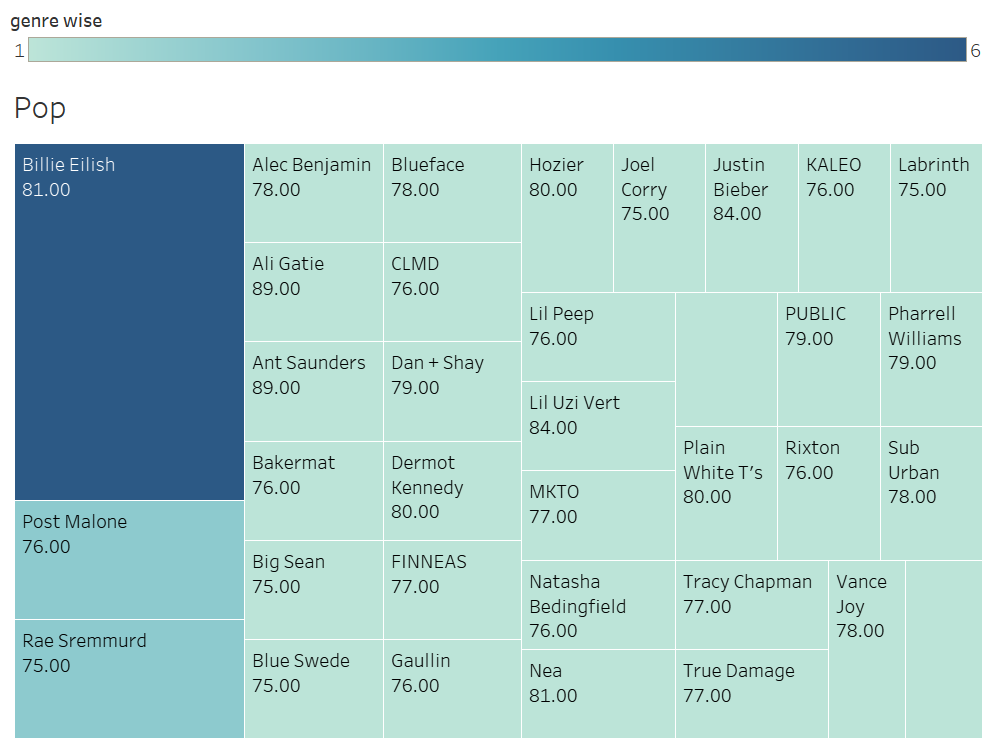 genre wise
1
6
Pop
Billie Eilish
81.00
Post Malone
76.00
Rae Sremmurd
75.00
Alec Benjamin
78.00
Ali Gatie
89.00
Ant Saunders
89.00
Bakermat
76.00
Big Sean
75.00
Blue Swede
75.00
Blueface
78.00
CLMD
76.00
Dan + Shay
79.00
Dermot
Kennedy
80.00
FINNEAS
77.00
Gaullin
76.00
Hozier
80.00
Joel
Corry
75.00
Justin
Bieber
84.00
KALEO
76.00
Labrinth
75.00
Lil Peep
76.00
Lil Uzi Vert
84.00
MKTO
77.00
Natasha
Bedingfield
76.00
Nea
81.00
Plain
White T's
80.00
PUBLIC
79.00
Rixton
76.00
Pharrell
Williams
79.00
Sub
Urban
78.00
Tracy Chapman
77.00
True Damage
77.00
Vance
Joy
78.00